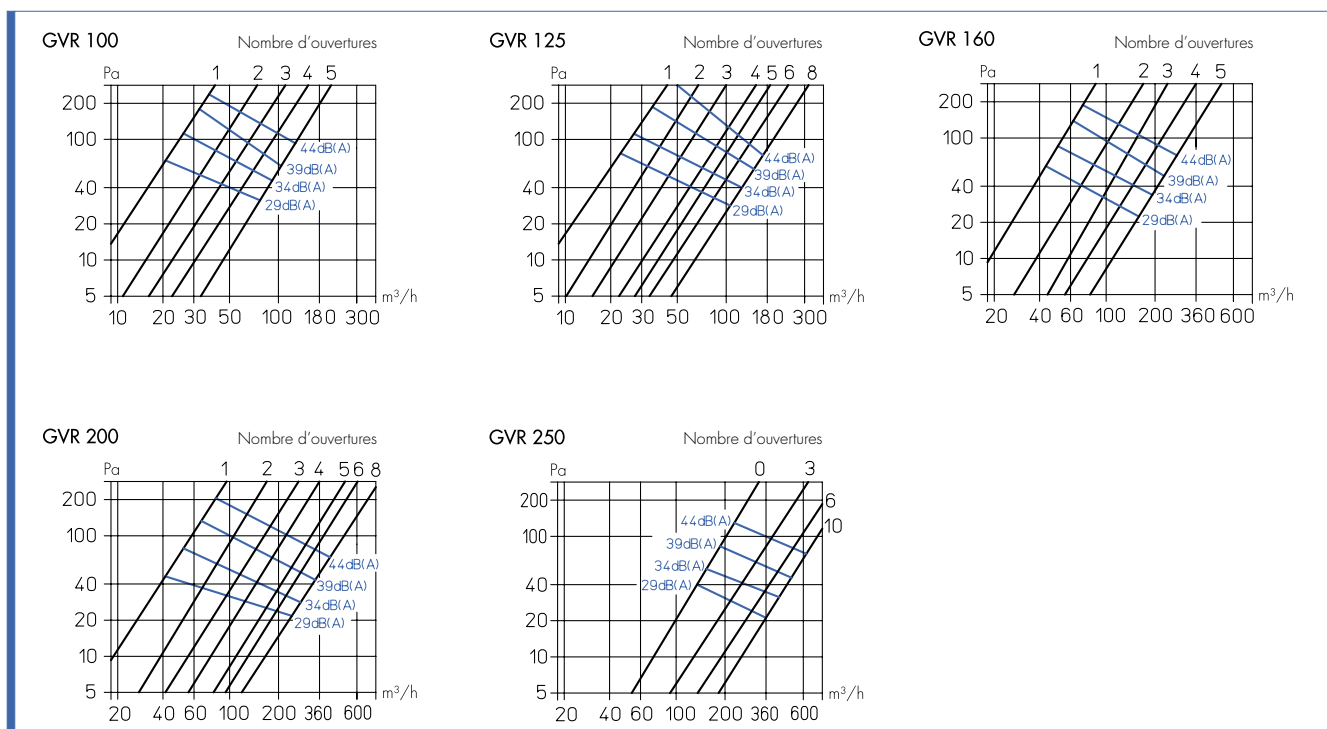 GVR 100
Nombre d'ouvertures
Pa
1 2 3 4 5
200
100
40
20
10
5
44dB(A)
39dB(A)
34dB(A)
29dB(A)
m³/h
10 20 30 50 100 180 300
GVR 125
Nombre d'ouvertures
Pa
1 2 3 4 5 6 8
200
100
40
20
10
5
44dB(A)
39dB(A)
34dB(A)
29dB(A)
m³/h
10 20 30 50 100 180 300
GVR 160
Nombre d'ouvertures
Pa
1 2 3 4 5
200
100
40
20
10
5
44dB(A)
39dB(A)
34dB(A)
29dB(A)
m³/h
20 40 60 100 200 360 600
GVR 200
Nombre d'ouvertures
Pa
1 2 3 4 5 6 8
200
100
40
20
10
5
44dB(A)
39dB(A)
34dB(A)
29dB(A)
m³/h
20 40 60 100 200 360 600
GVR 250
Nombre d'ouvertures
Pa
0 3
6
10
200
100
40
20
10
5
44dB(A)
39dB(A)
34dB(A)
29dB(A)
m³/h
20 40 60 100 200 360 600